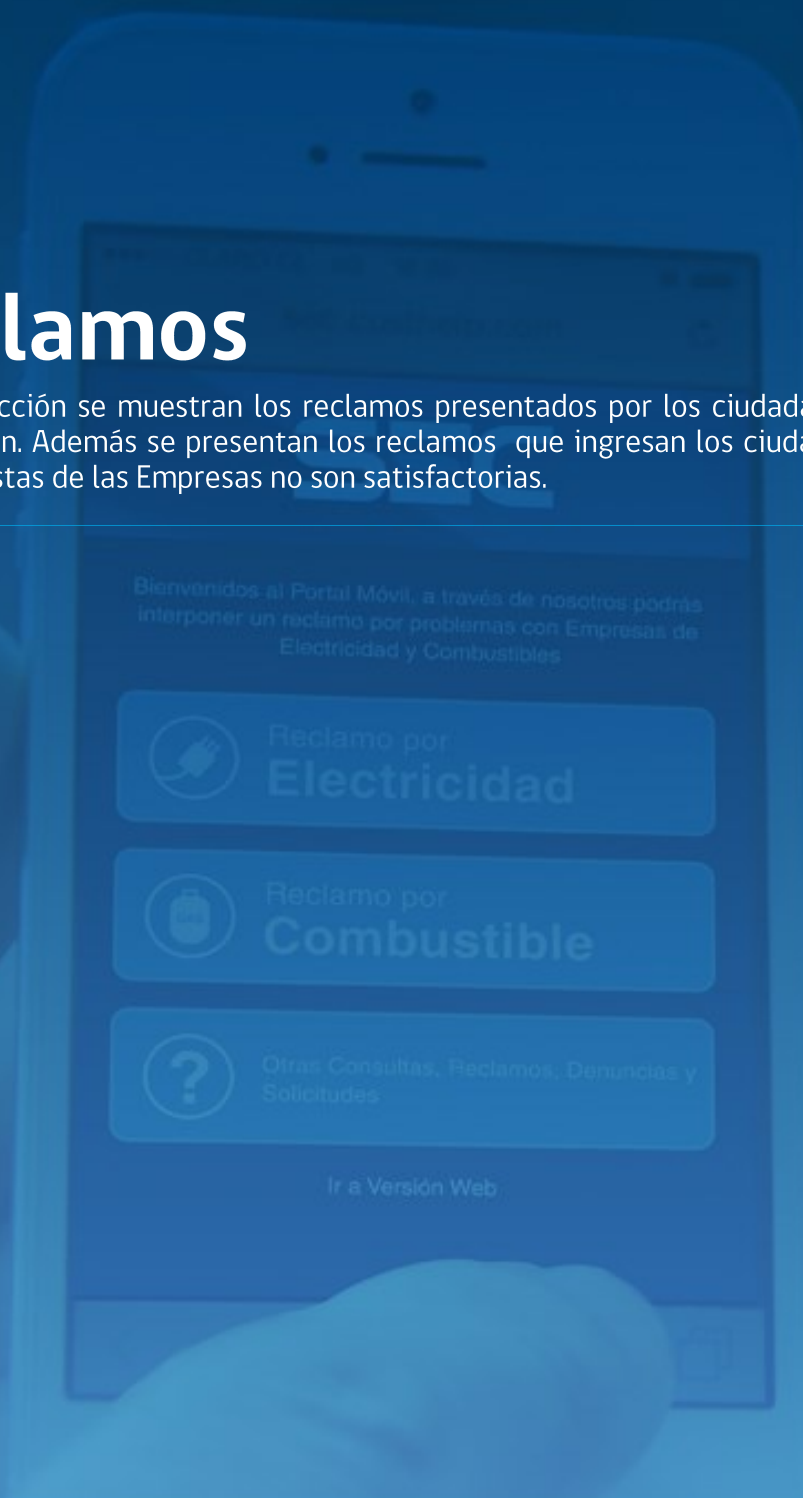 lamos
cción se muestran los reclamos presentados por los ciudada
n. Además se presentan los reclamos que ingresan los ciuda
stas de las Empresas no son satisfactorias.
SEC
Bienvenidos al Portal Móvil, a través de nosotros podrás
interponer un reclamo por problemas con Empresas de
Electricidad y Combustibles
Reclamo por
Electricidad
Reclamo por
Combustible
Otras Consultas, Reclamos, Denuncias y
Solicitudes
Ir a Versión Web